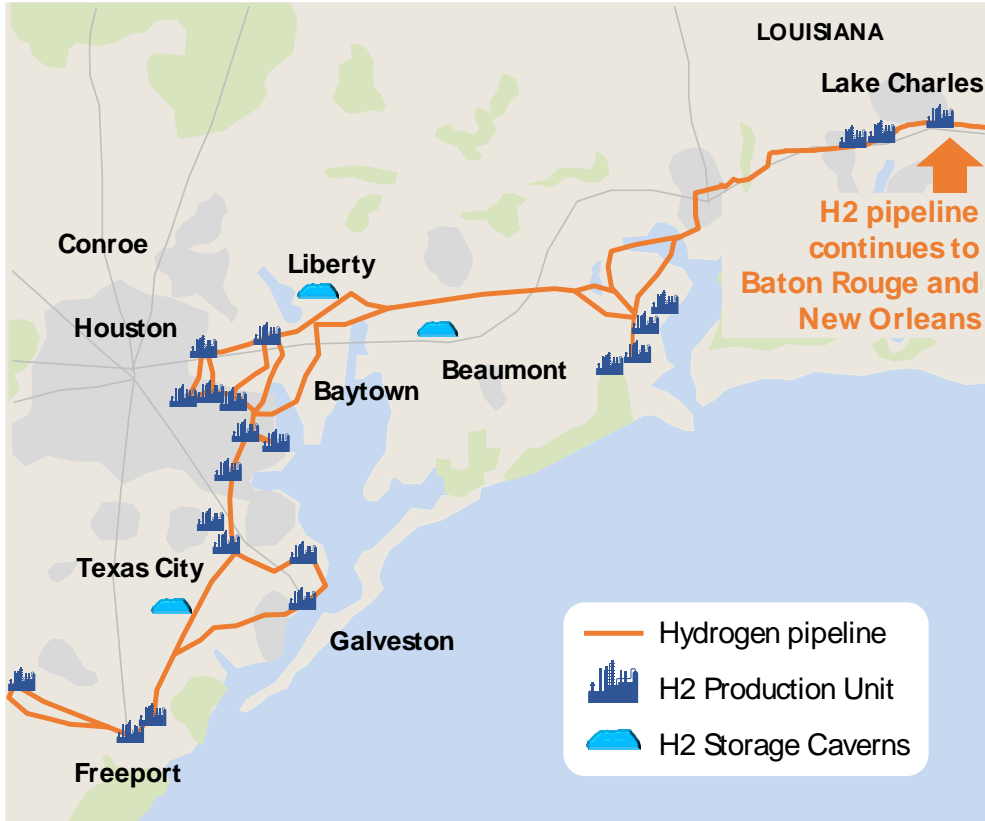 LOUISIANA
Lake Charles
H2 pipeline
continues to
Baton Rouge and
New Orleans
Conroe
Liberty
Houston
Beaumont
Baytown
Texas City
Galveston
Freeport
Hydrogen pipeline
H2 Production Unit
H2 Storage Caverns